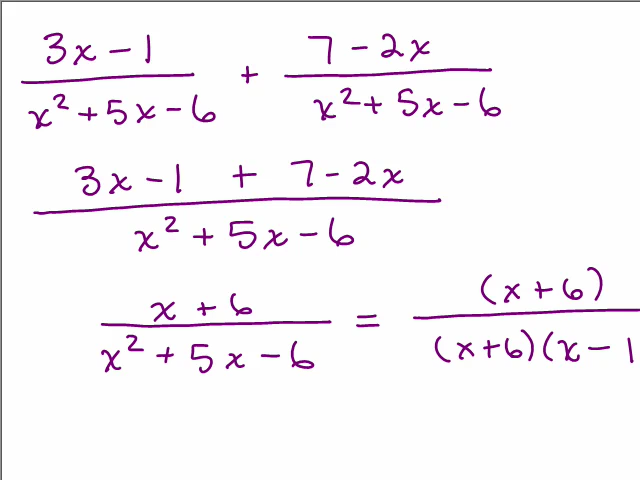 3x - 1 / x² + 5x - 6 + 7 - 2x / x² + 5x - 6
3x - 1 + 7 - 2x / x² + 5x - 6
x + 6 / x² + 5x - 6 = (x + 6) / (x + 6)(x - 1